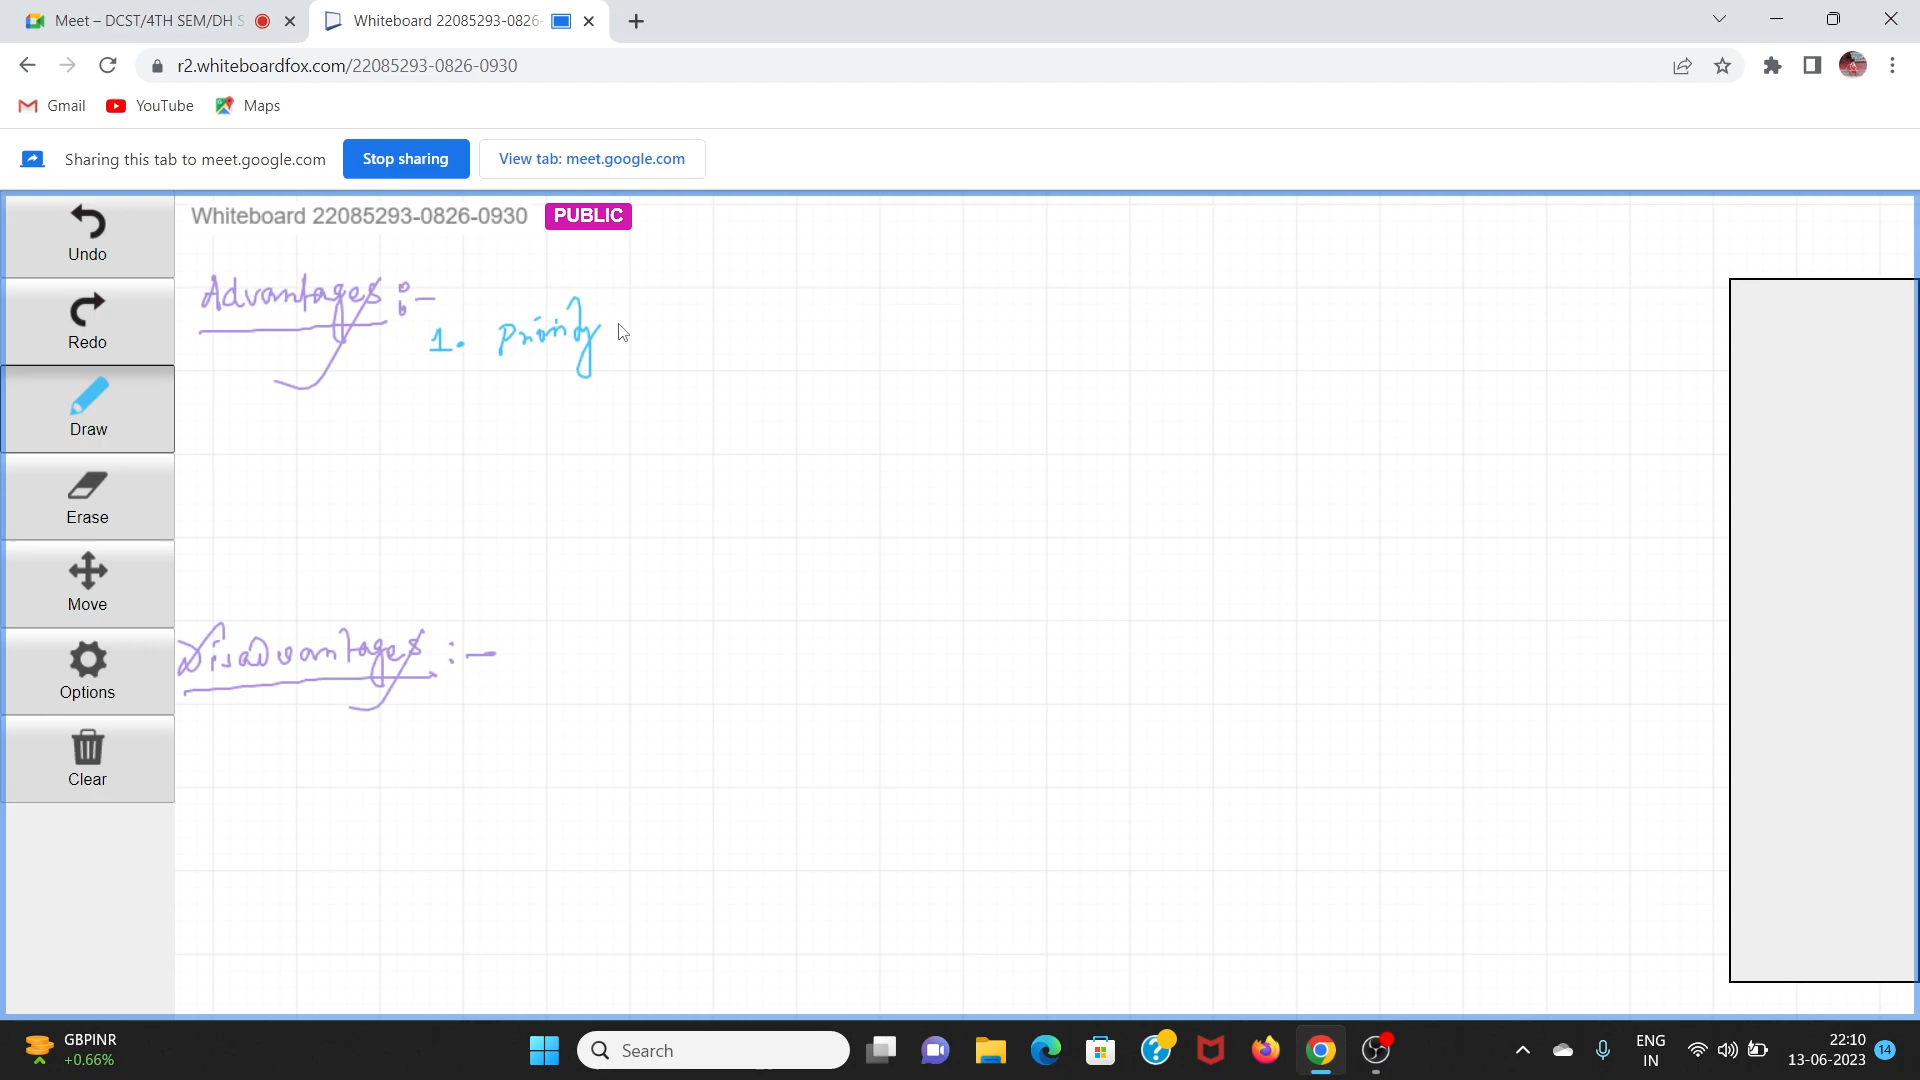 Meet – DCST/4TH SEM/DH S
Whiteboard 22085293-0826-
r2.whiteboardfox.com/22085293-0826-0930
Gmail YouTube Maps
Sharing this tab to meet.google.com Stop sharing View tab: meet.google.com
Whiteboard 22085293-0826-0930 PUBLIC
Undo
Redo
Draw
Erase
Move
Options
Clear
Advantages :-
1. Priority
Disadvantages :-
GBPINR
+0.66%
Search
ENG
IN
22:10
13-06-2023
14